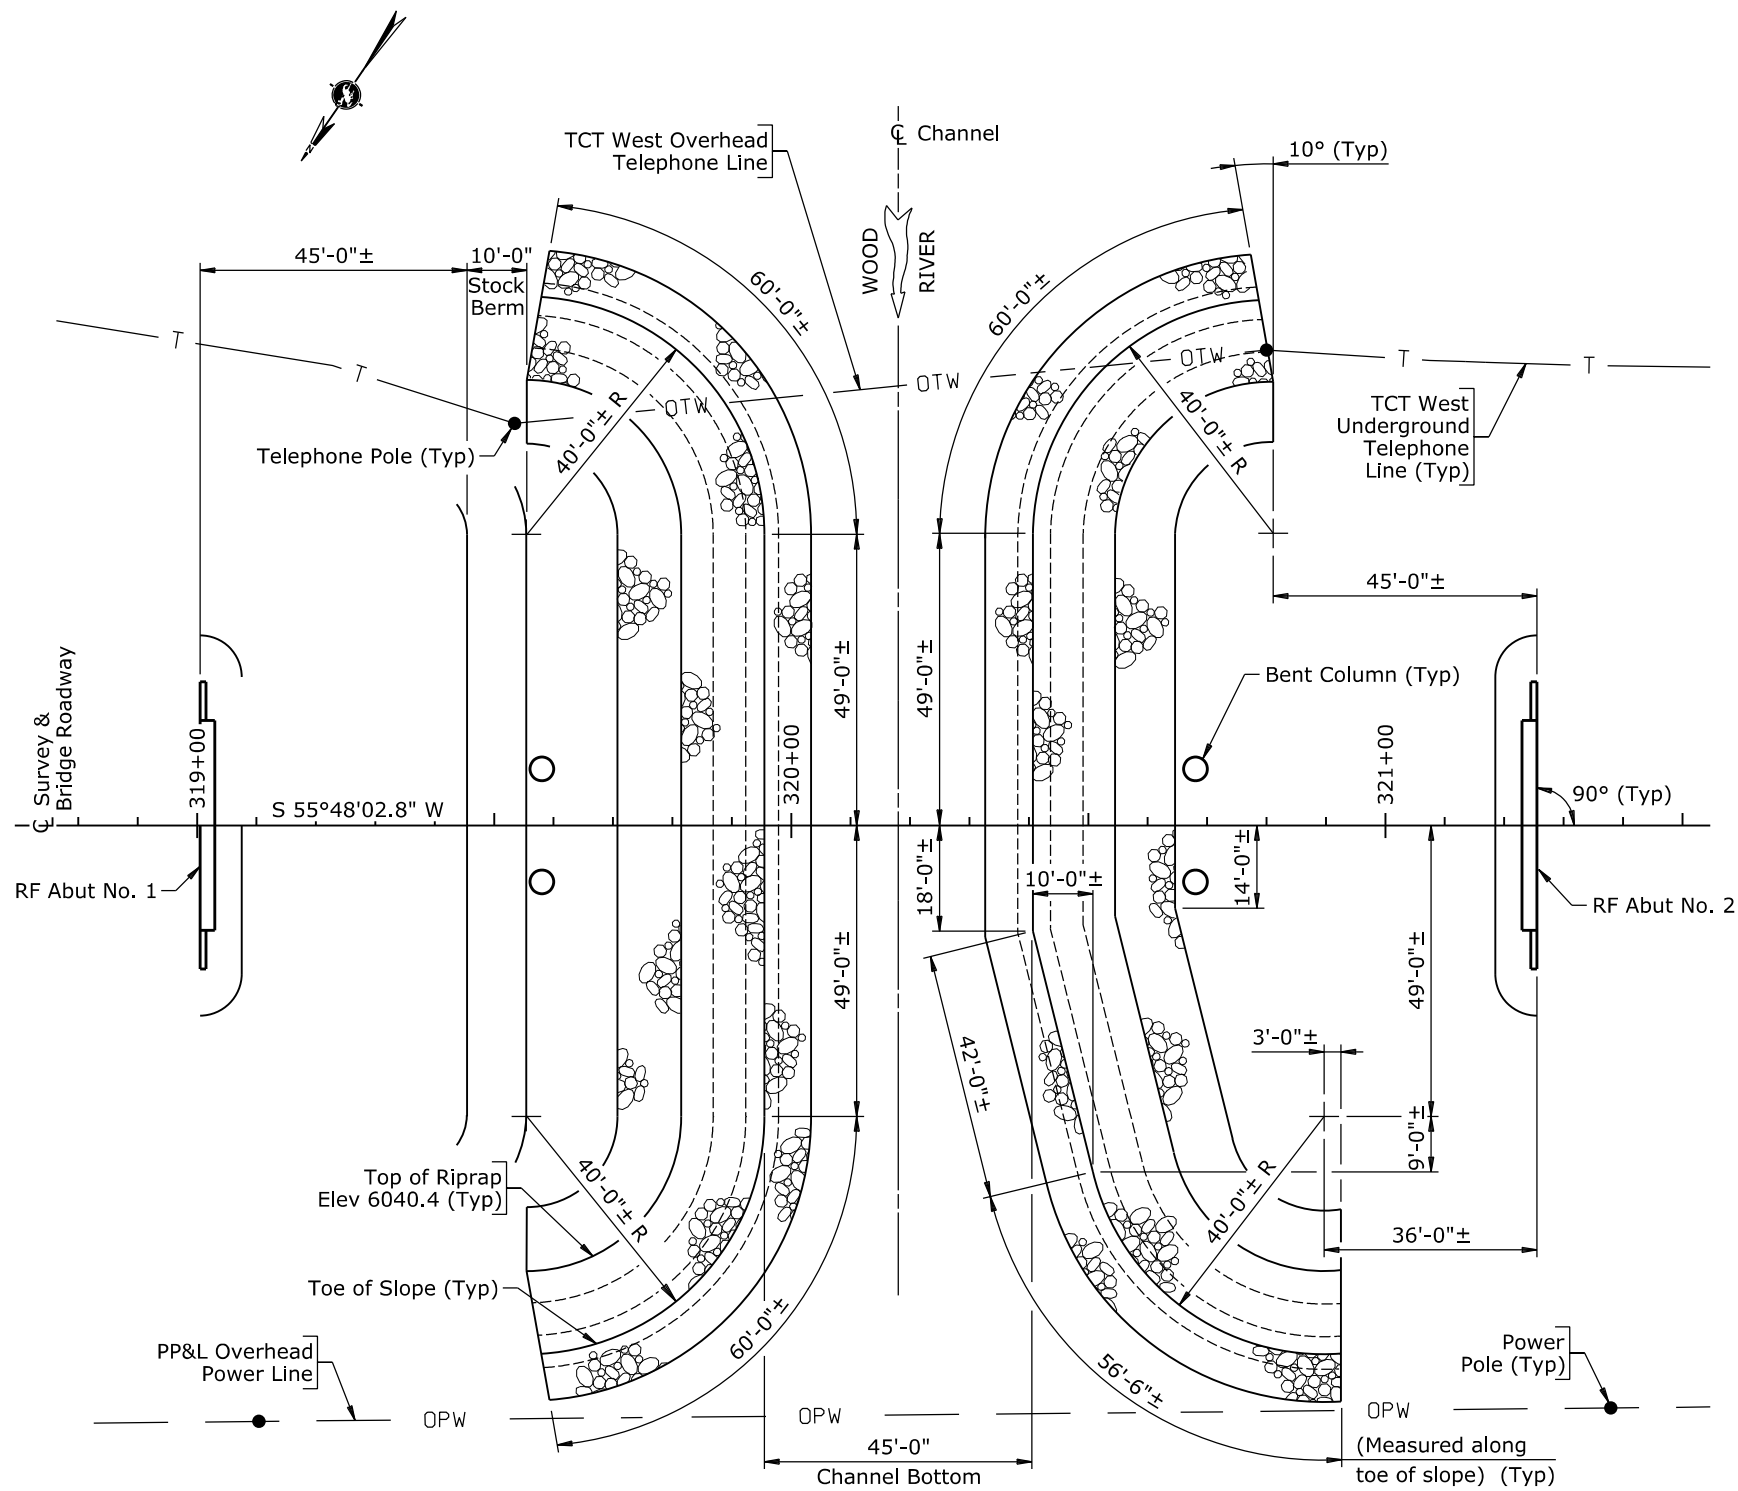 N
TCT West Overhead
Telephone Line
℄ Channel
10° (Typ)
WOOD
RIVER
45'-0"±
10'-0"
Stock
Berm
60'-0"±
60'-0"±
T
T
OTW
OTW
OTW
T
T
40'-0"± R
40'-0"± R
Telephone Pole (Typ)
TCT West
Underground
Telephone
Line (Typ)
45'-0"±
49'-0"±
49'-0"±
Bent Column (Typ)
℄ Survey &
Bridge Roadway
319+00
320+00
321+00
S 55°48'02.8" W
90° (Typ)
RF Abut No. 1
18'-0"±
10'-0"±
14'-0"±
RF Abut No. 2
49'-0"±
49'-0"±
42'-0"±
3'-0"±
9'-0"±
Top of Riprap
Elev 6040.4 (Typ)
40'-0"± R
40'-0"± R
36'-0"±
Toe of Slope (Typ)
60'-0"±
56'-6"±
PP&L Overhead
Power Line
Power
Pole (Typ)
OPW
OPW
OPW
45'-0"
Channel Bottom
(Measured along
toe of slope) (Typ)